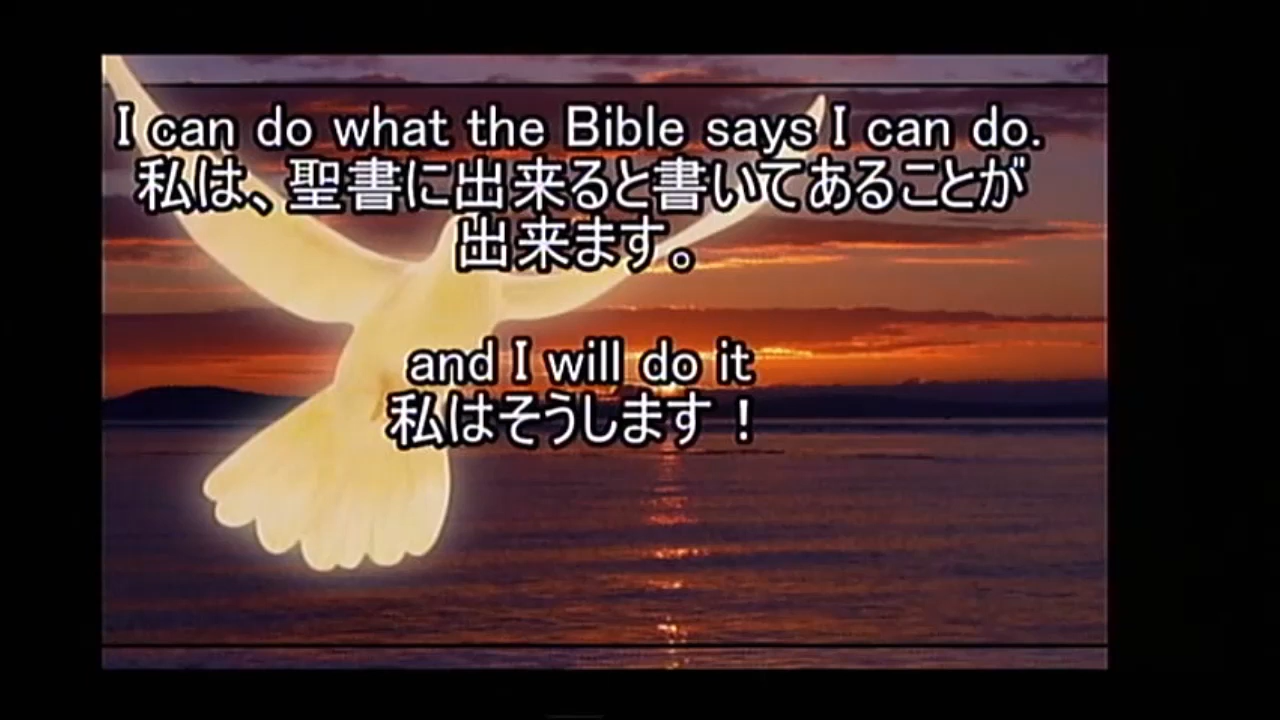 I can do what the Bible says I can do.
私は、聖書に出来ると書いてあることが
出来ます。
and I will do it
私はそうします！